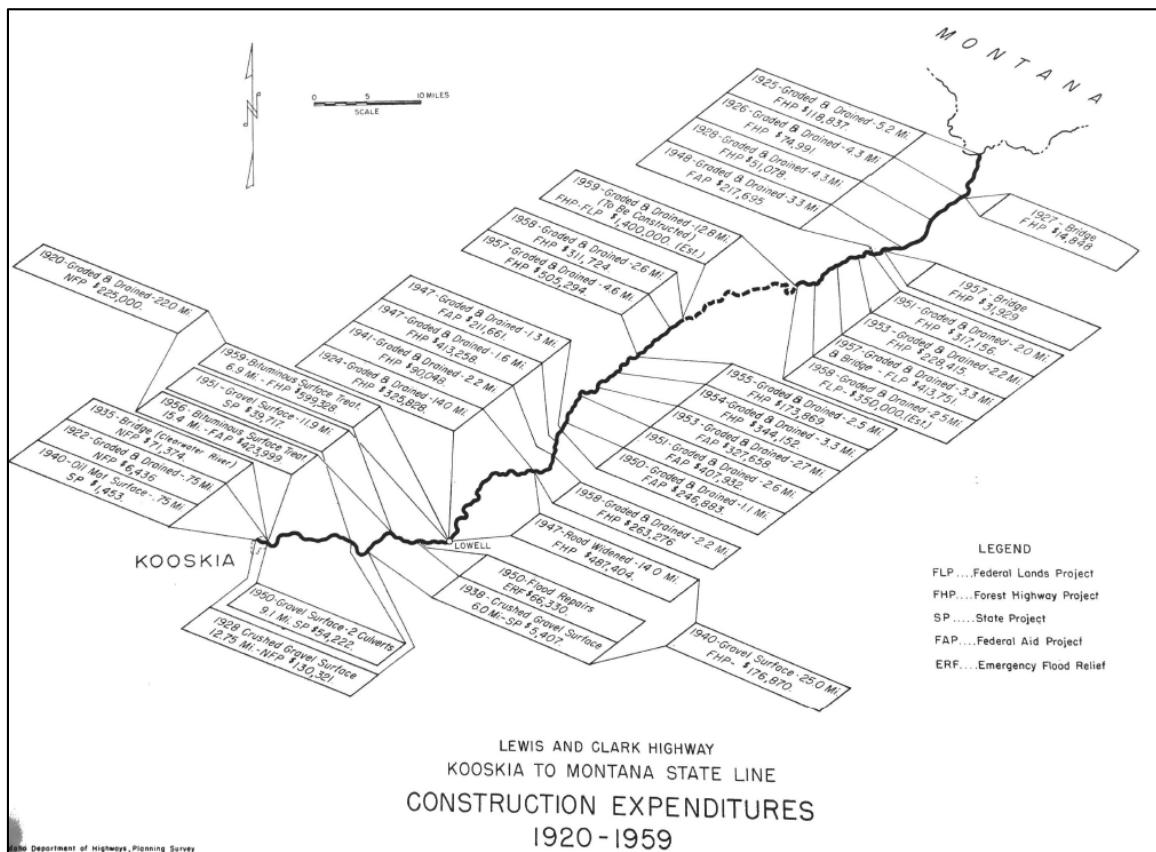 MONTANA
N
0 5 10 MILES
SCALE
1925-Graded & Drained-5.2 Mi.
FHP $118,837.
1926-Graded & Drained-4.3 Mi.
FHP $74,991.
1928-Graded & Drained-4.3 Mi.
FHP $51,078.
1948-Graded & Drained-3.3 Mi.
FAP $217,695
1959-Graded & Drained-12.8 Mi.
(To Be Constructed)
FHP-FLP $1,400,000. (Est.)
1958-Graded & Drained-2.6 Mi.
FHP $311,724.
1957-Graded & Drained-4.6 Mi.
FHP $505,294.
1927-Bridge
FHP $14,848
1920-Graded & Drained-22.0 Mi.
NFP $225,000.
1947-Graded & Drained-1.3 Mi.
FAP $211,661.
1947-Graded & Drained-1.6 Mi.
FHP $413,258.
1941-Graded & Drained-2.2 Mi.
FHP $90,048.
1924-Graded & Drained-14.0 Mi.
FHP $325,828.
1957-Bridge
FHP $31,929
1951-Graded & Drained-2.0 Mi.
FHP $317,156.
1953-Graded & Drained-2.2 Mi.
FHP $228,415
1957-Graded & Drained-3.3 Mi.
& Bridge-FLP $413,751
1958-Graded & Drained-2.5 Mi.
FLP-$350,000.(Est.)
1959-Bituminous Surface Treat.
6.9 Mi.-FHP $599,328.
1951-Gravel Surface-11.9 Mi.
SP $39,717.
1956-Bituminous Surface Treat.
15.4 Mi.-FAP $423,999.
1935-Bridge (Clearwater River.)
NFP $71,374.
1922-Graded & Drained-.75 Mi.
NFP $6,436
1940-Oil Mat Surface-.75 Mi
SP $1,453.
1955-Graded & Drained-2.5 Mi.
FHP $173,869
1954-Graded & Drained-3.3 Mi.
FHP $344,152
1953-Graded & Drained-2.7 Mi.
FAP $327,658
1951-Graded & Drained-2.6 Mi.
FAP $407,932.
1950-Graded & Drained-1.1 Mi.
FAP $246,883.
1958-Graded & Drained-2.2 Mi.
FHP $263,276
1947-Road Widened-14.0 Mi.
FHP $487,404.
KOOSKIA
LOWELL
1950-Flood Repairs
ERF $66,330.
1938-Crushed Gravel Surface
6.0 Mi-SP $5,407.
1950-Gravel Surface-2 Culverts
9.1 Mi. SP $54,222.
1928 Crushed Gravel Surface
12.75 Mi.-NFP $130,321
1940-Gravel Surface-25.0 Mi.
FHP- $176,870.
LEGEND
FLP....Federal Lands Project
FHP....Forest Highway Project
SP.....State Project
FAP....Federal Aid Project
ERF....Emergency Flood Relief
LEWIS AND CLARK HIGHWAY
KOOSKIA TO MONTANA STATE LINE
CONSTRUCTION EXPENDITURES
1920-1959
Department of Highways, Planning Survey